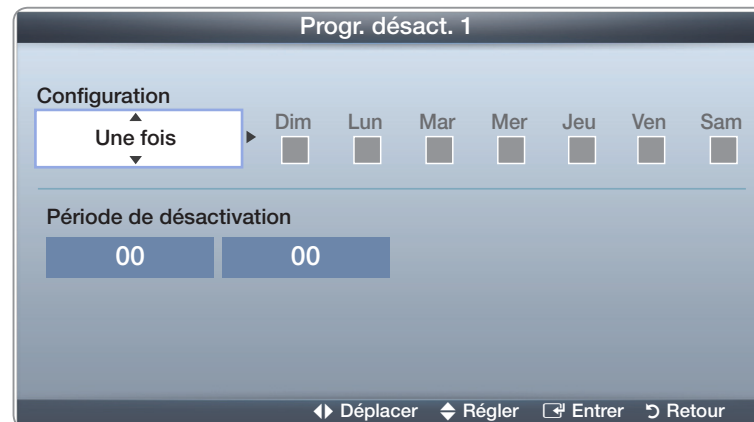 Progr. désact. 1
Configuration
Une fois
Dim Lun Mar Mer Jeu Ven Sam
Période de désactivation
00 00
Déplacer Régler Entrer Retour